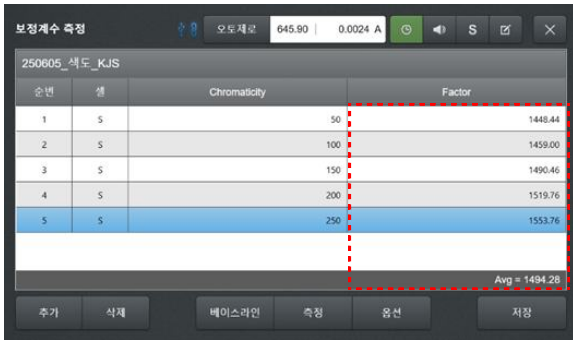 보정계수 측정 오토제로 645.90 0.0024 A S
250605_색도_KJS
순번 셀 Chromaticity Factor
1 S 50 1448.44
2 S 100 1459.00
3 S 150 1490.46
4 S 200 1519.76
5 S 250 1553.76
Avg = 1494.28
추가 삭제 베이스라인 측정 옵션 저장